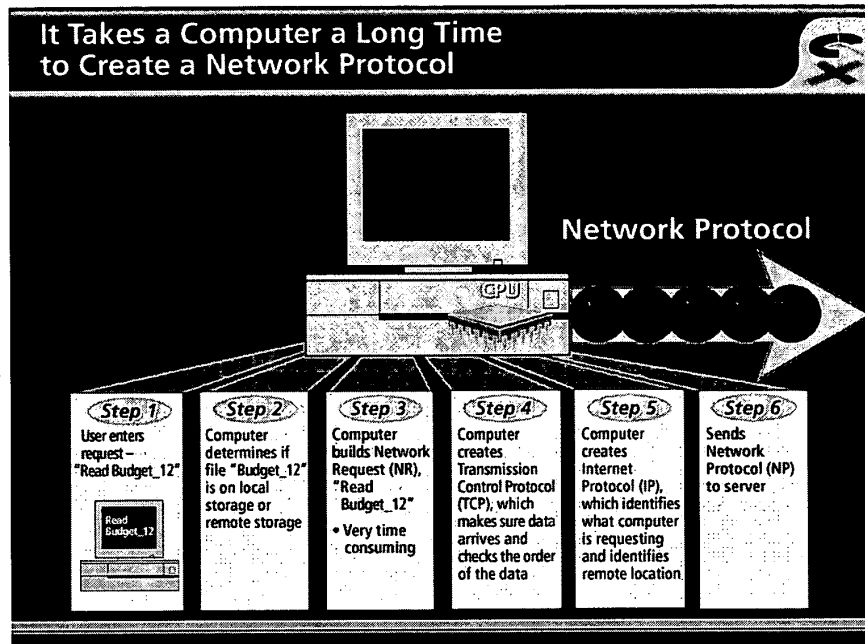 It Takes a Computer a Long Time
to Create a Network Protocol
Network Protocol
CPU
Step 1
User enters
request –
"Read Budget_12"
Read
Budget_12
Step 2
Computer
determines if
file "Budget_12"
is on local
storage or
remote storage
Step 3
Computer
builds Network
Request (NR),
"Read
Budget_12"
• Very time
consuming
Step 4
Computer
creates
Transmission
Control Protocol
(TCP), which
makes sure data
arrives and
checks the order
of the data
Step 5
Computer
creates
Internet
Protocol (IP),
which identifies
what computer
is requesting
and identifies
remote location
Step 6
Sends
Network
Protocol (NP)
to server